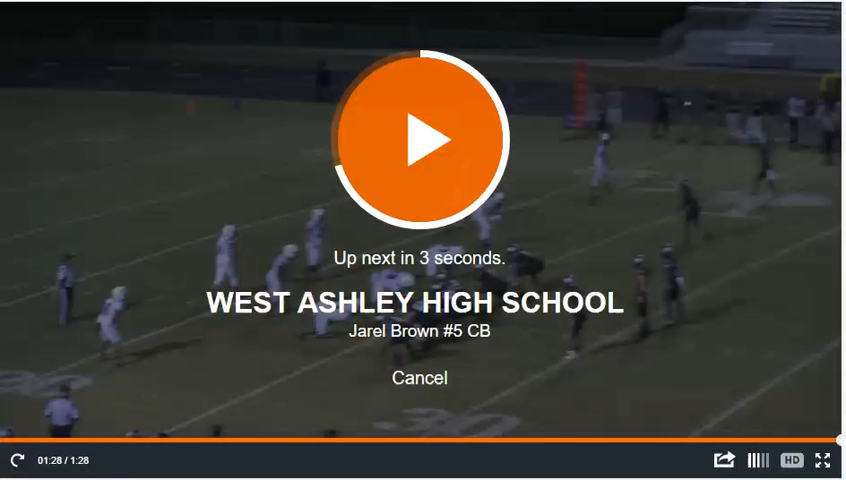 Up next in 3 seconds.
WEST ASHLEY HIGH SCHOOL
Jarel Brown #5 CB
Cancel
01:28 / 1:28
HD